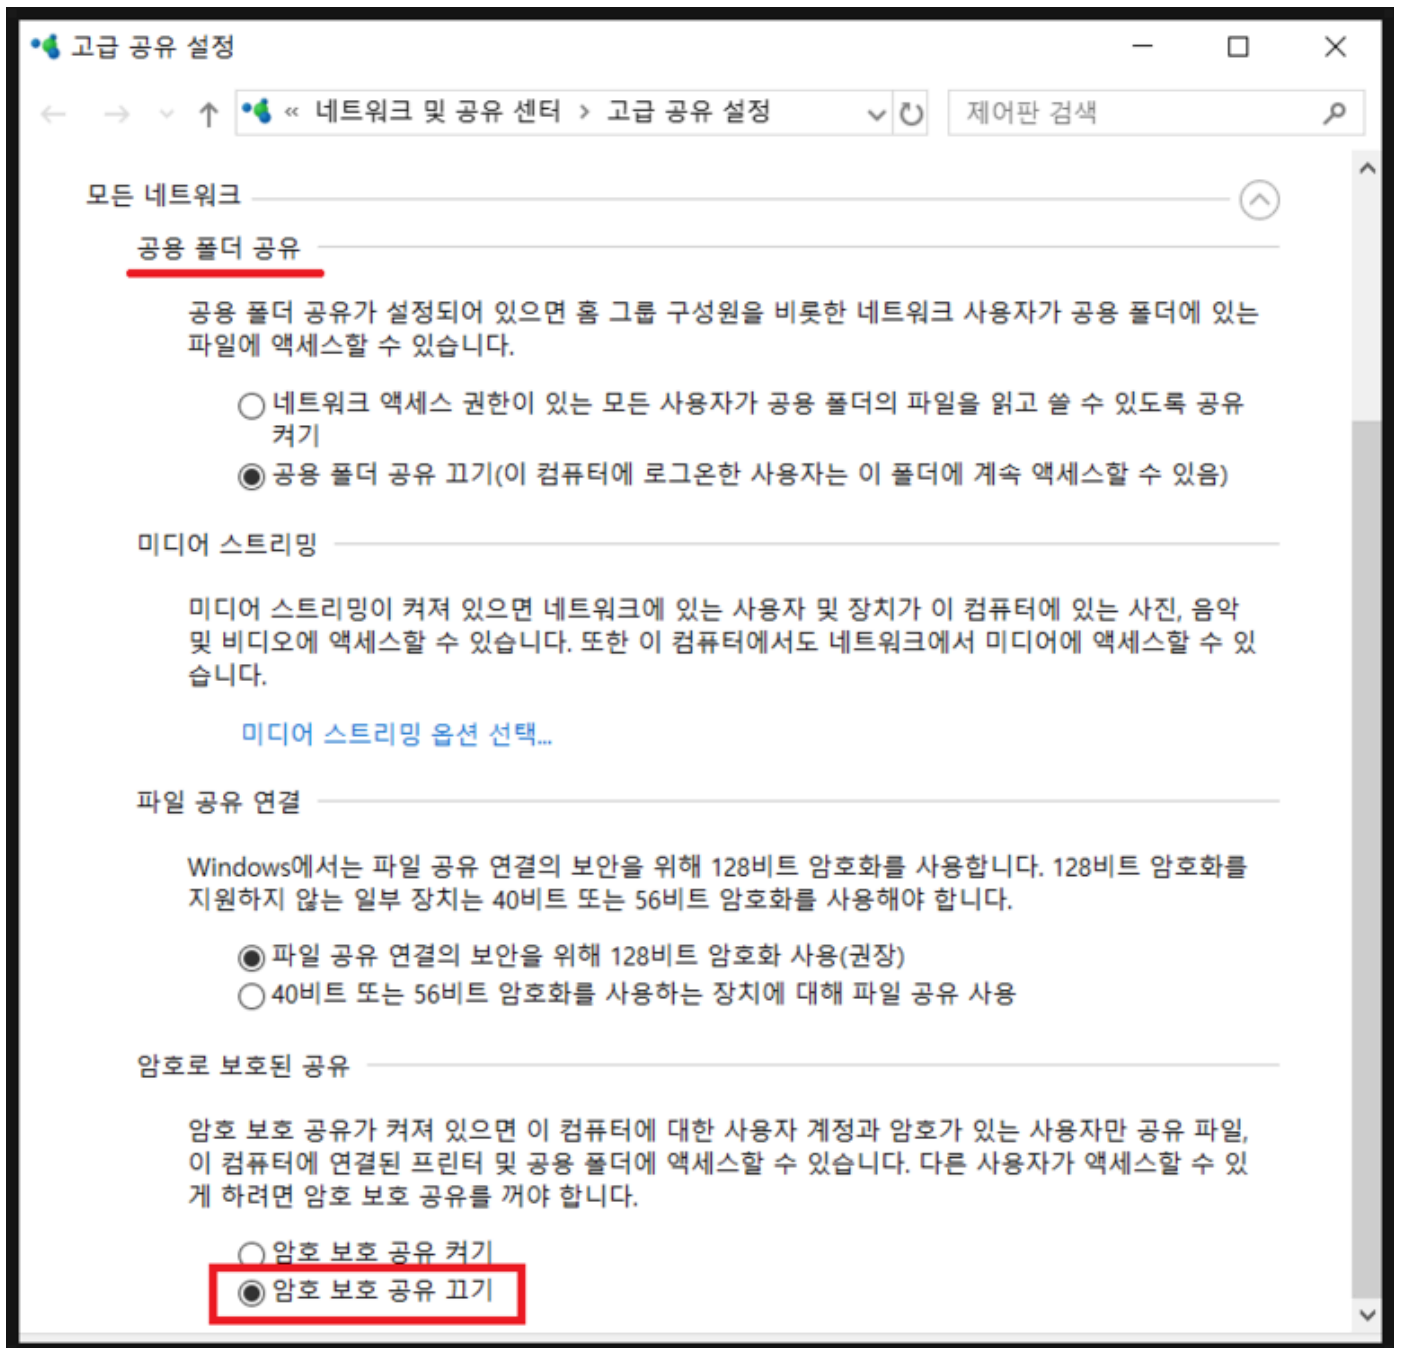 고급 공유 설정
« 네트워크 및 공유 센터 > 고급 공유 설정
제어판 검색
모든 네트워크
공용 폴더 공유
공용 폴더 공유가 설정되어 있으면 홈 그룹 구성원을 비롯한 네트워크 사용자가 공용 폴더에 있는
파일에 액세스할 수 있습니다.
네트워크 액세스 권한이 있는 모든 사용자가 공용 폴더의 파일을 읽고 쓸 수 있도록 공유
켜기
공용 폴더 공유 끄기(이 컴퓨터에 로그온한 사용자는 이 폴더에 계속 액세스할 수 있음)
미디어 스트리밍
미디어 스트리밍이 켜져 있으면 네트워크에 있는 사용자 및 장치가 이 컴퓨터에 있는 사진, 음악
및 비디오에 액세스할 수 있습니다. 또한 이 컴퓨터에서도 네트워크에서 미디어에 액세스할 수 있
습니다.
미디어 스트리밍 옵션 선택...
파일 공유 연결
Windows에서는 파일 공유 연결의 보안을 위해 128비트 암호화를 사용합니다. 128비트 암호화를
지원하지 않는 일부 장치는 40비트 또는 56비트 암호화를 사용해야 합니다.
파일 공유 연결의 보안을 위해 128비트 암호화 사용(권장)
40비트 또는 56비트 암호화를 사용하는 장치에 대해 파일 공유 사용
암호로 보호된 공유
암호 보호 공유가 켜져 있으면 이 컴퓨터에 대한 사용자 계정과 암호가 있는 사용자만 공유 파일,
이 컴퓨터에 연결된 프린터 및 공용 폴더에 액세스할 수 있습니다. 다른 사용자가 액세스할 수 있
게 하려면 암호 보호 공유를 꺼야 합니다.
암호 보호 공유 켜기
암호 보호 공유 끄기